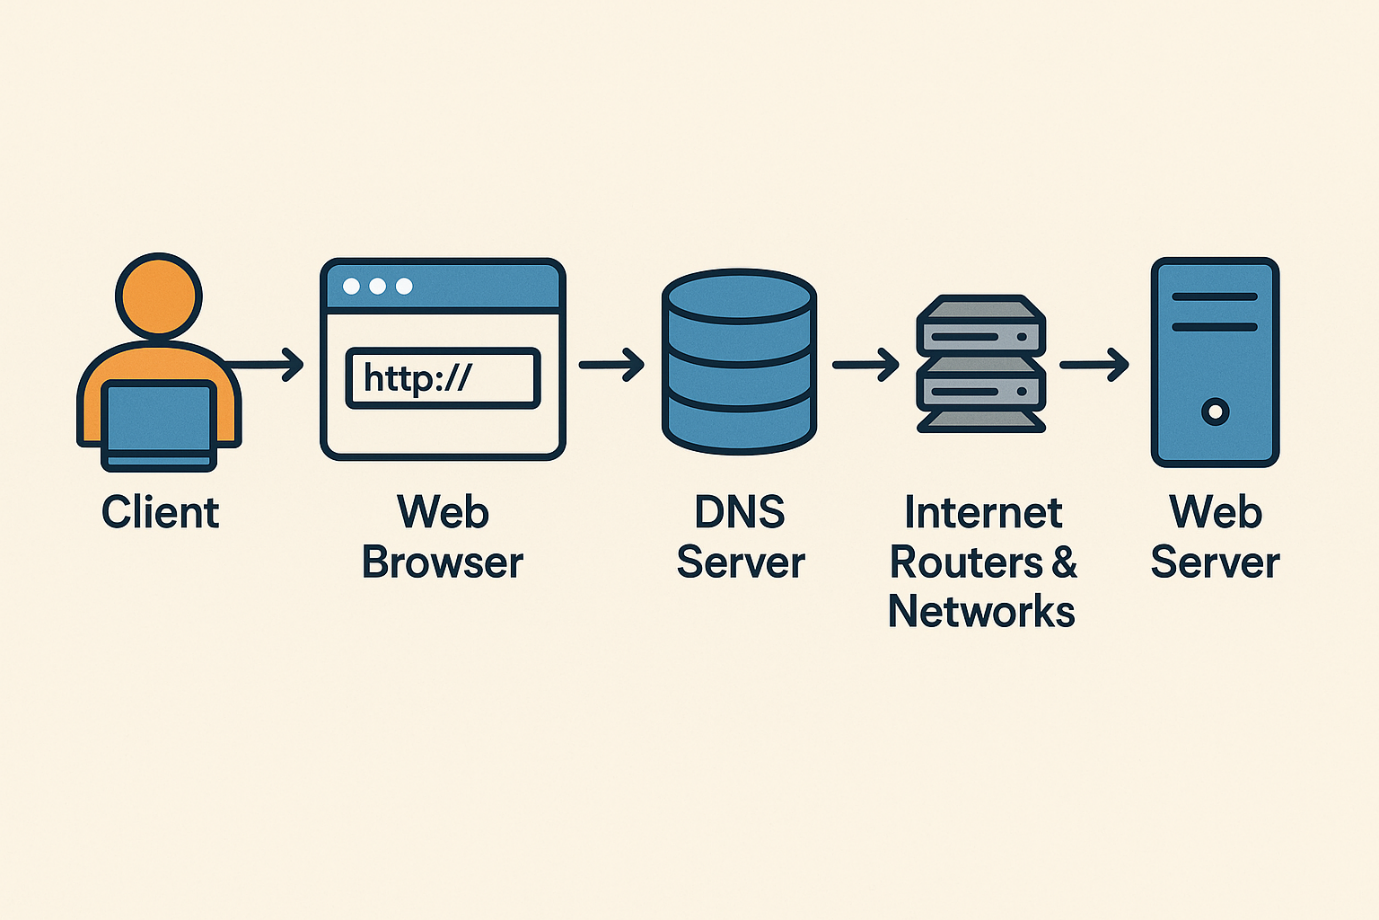 http://
Client
Web
Browser
DNS
Server
Internet
Routers &
Networks
Web
Server